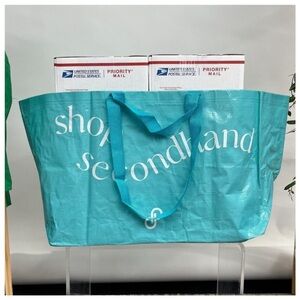 UNITED STATES
POSTAL SERVICE
PRIORITY
MAIL
UNITED STATES
POSTAL SERVICE
PRIORITY
MAIL
shop
secondhand